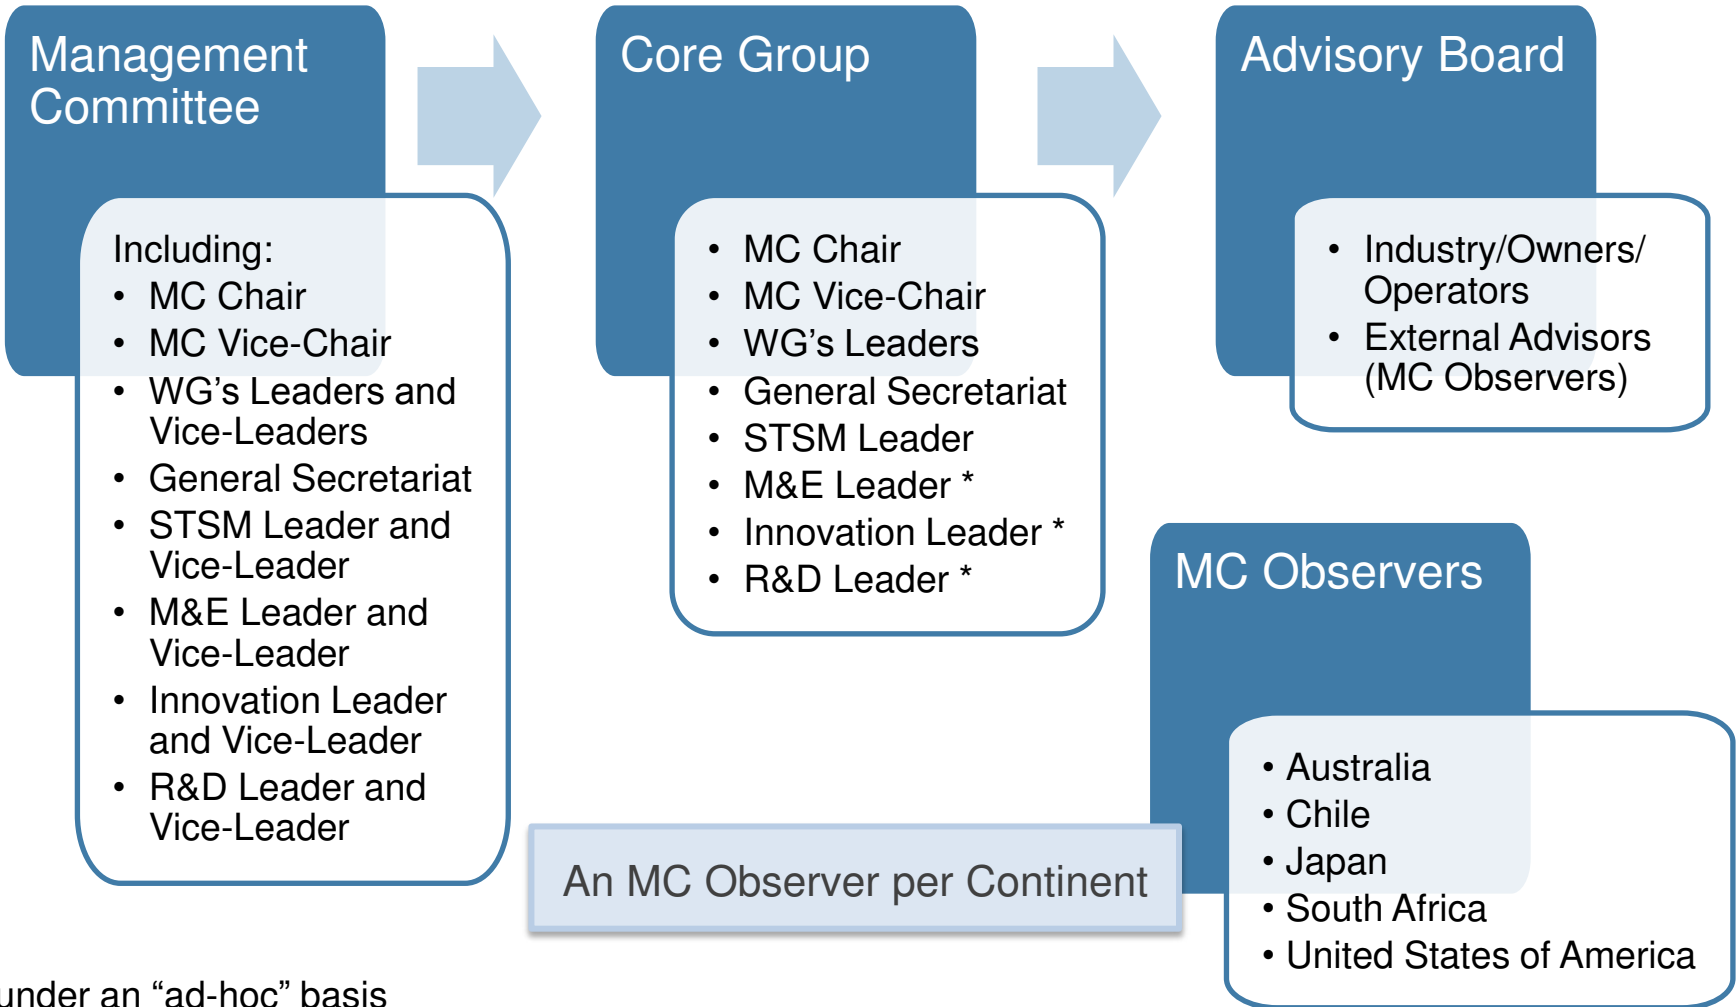 Management
Committee
Including:
• MC Chair
• MC Vice-Chair
• WG's Leaders and
Vice-Leaders
• General Secretariat
• STSM Leader and
Vice-Leader
• M&E Leader and
Vice-Leader
• Innovation Leader
and Vice-Leader
• R&D Leader and
Vice-Leader
Core Group
• MC Chair
• MC Vice-Chair
• WG's Leaders
• General Secretariat
• STSM Leader
• M&E Leader *
• Innovation Leader *
• R&D Leader *
Advisory Board
• Industry/Owners/
Operators
• External Advisors
(MC Observers)
MC Observers
• Australia
• Chile
• Japan
• South Africa
• United States of America
An MC Observer per Continent
under an “ad-hoc” basis